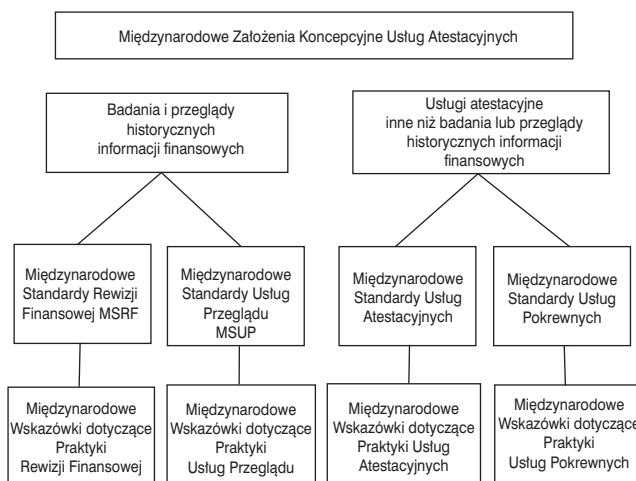 Międzynarodowe Założenia Koncepcyjne Usług Atestacyjnych
Badania i przeglądy
historycznych
informacji finansowych
Usługi atestacyjne
inne niż badania lub przeglądy
historycznych informacji
finansowych
Międzynarodowe
Standardy Rewizji
Finansowej MSRF
Międzynarodowe
Standardy Usług
Przeglądu
MSUP
Międzynarodowe
Standardy Usług
Atestacyjnych
Międzynarodowe
Standardy Usług
Pokrewnych
Międzynarodowe
Wskazówki dotyczące
Praktyki
Rewizji Finansowej
Międzynarodowe
Wskazówki dotyczące
Praktyki
Usług Przeglądu
Międzynarodowe
Wskazówki dotyczące
Praktyki Usług
Atestacyjnych
Międzynarodowe
Wskazówki dotyczące
Praktyki
Usług Pokrewnych